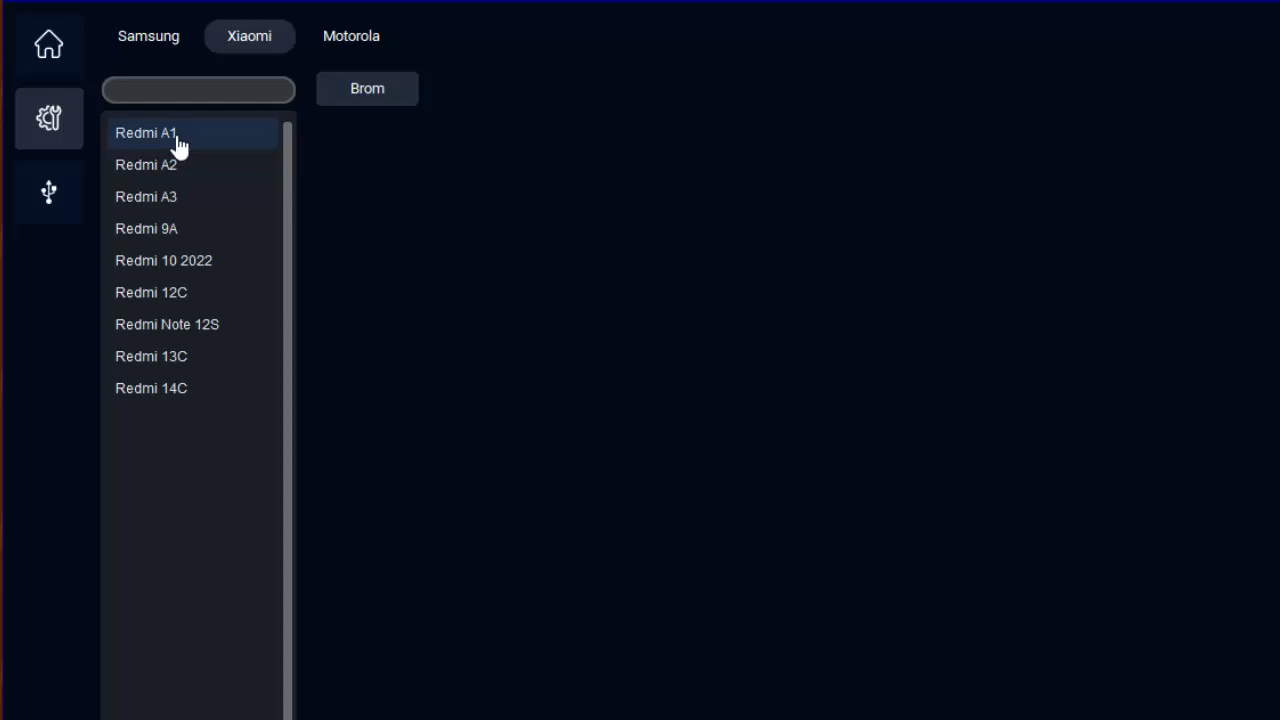 Samsung Xiaomi Motorola
Brom
Redmi A1
Redmi A2
Redmi A3
Redmi 9A
Redmi 10 2022
Redmi 12C
Redmi Note 12S
Redmi 13C
Redmi 14C